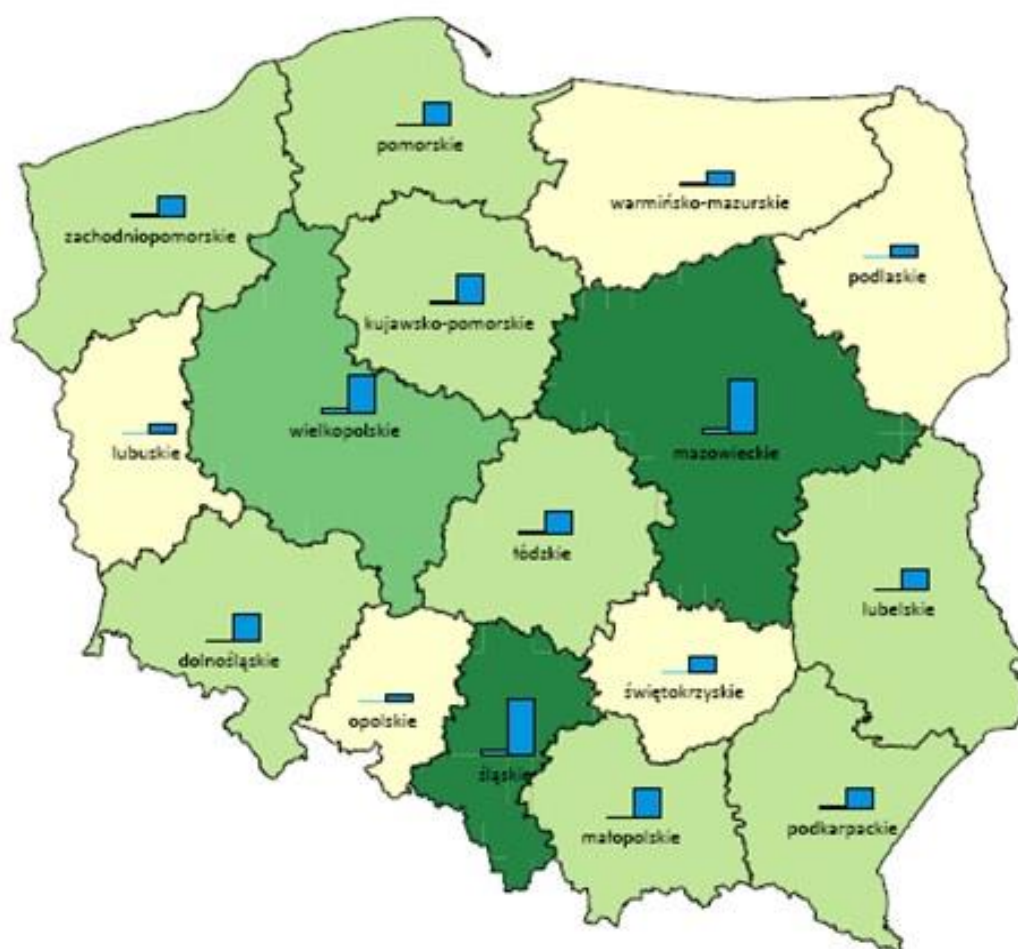 pomorskie
warmińsko-mazurskie
zachodniopomorskie
podlaskie
kujawsko-pomorskie
wielkopolskie
lubuskie
mazowieckie
łódzkie
lubelskie
dolnośląskie
świętokrzyskie
opolskie
śląskie
małopolskie
podkarpackie